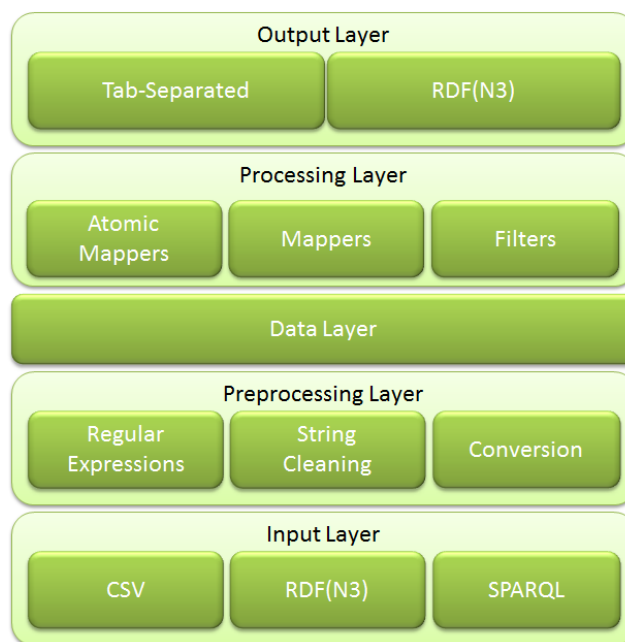 Output Layer
Tab-Separated
RDF(N3)
Processing Layer
Atomic
Mappers
Mappers
Filters
Data Layer
Preprocessing Layer
Regular
Expressions
String
Cleaning
Conversion
Input Layer
CSV
RDF(N3)
SPARQL